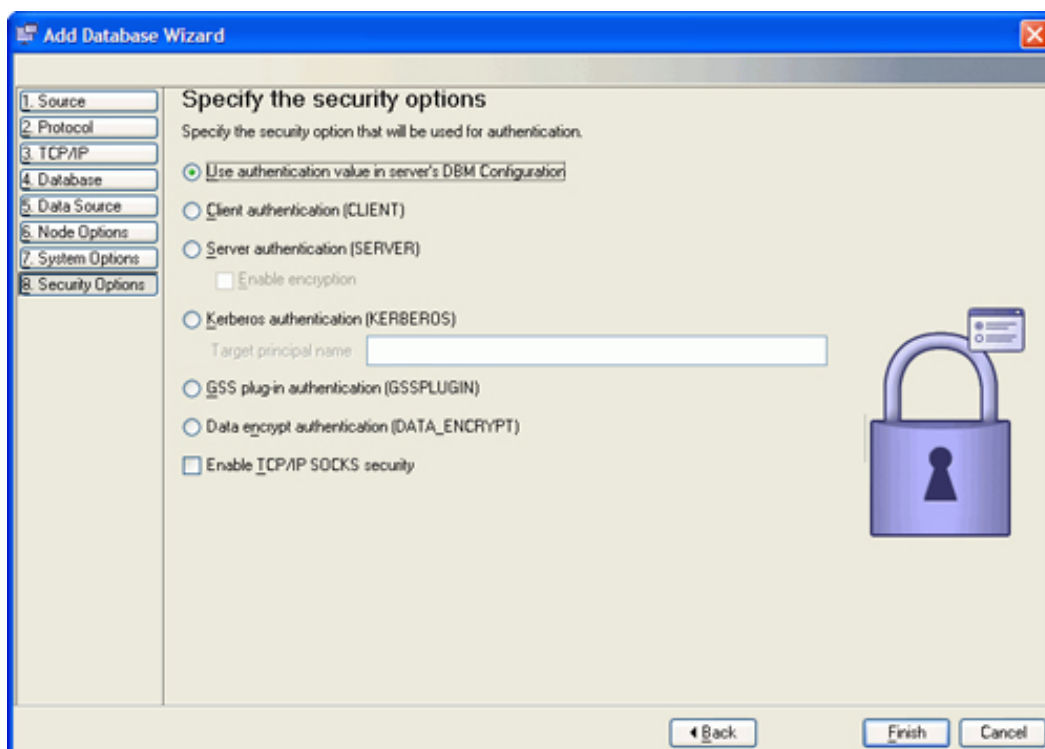 Add Database Wizard
1. Source
2. Protocol
3. TCP/IP
4. Database
5. Data Source
6. Node Options
7. System Options
8. Security Options
Specify the security options
Specify the security option that will be used for authentication.
Use authentication value in server's DBM Configuration
Client authentication (CLIENT)
Server authentication (SERVER)
Enable encryption
Kerberos authentication (KERBEROS)
Target principal name
GSS plug-in authentication (GSSPLUGIN)
Data encrypt authentication (DATA_ENCRYPT)
Enable TCP/IP SOCKS security
Back
Finish
Cancel